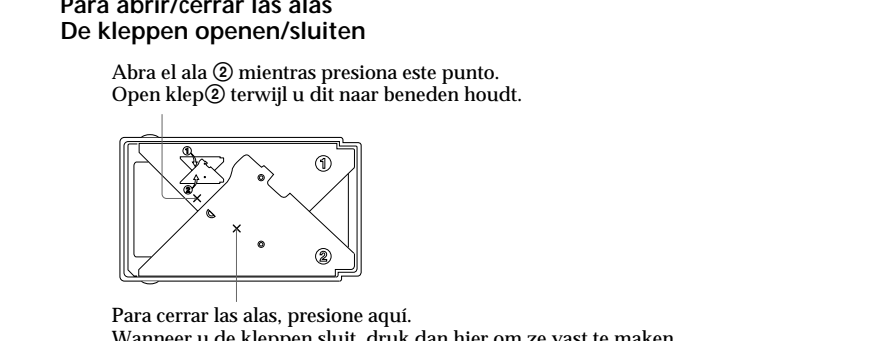 Para abrir/cerrar las alas
De kleppen openen/sluiten
Abra el ala ② mientras presiona este punto.
Open klep② terwijl u dit naar beneden houdt.
①
①
②
②
Para cerrar las alas, presione aquí.
Wanneer u de kleppen sluit, druk dan hier om ze vast te maken